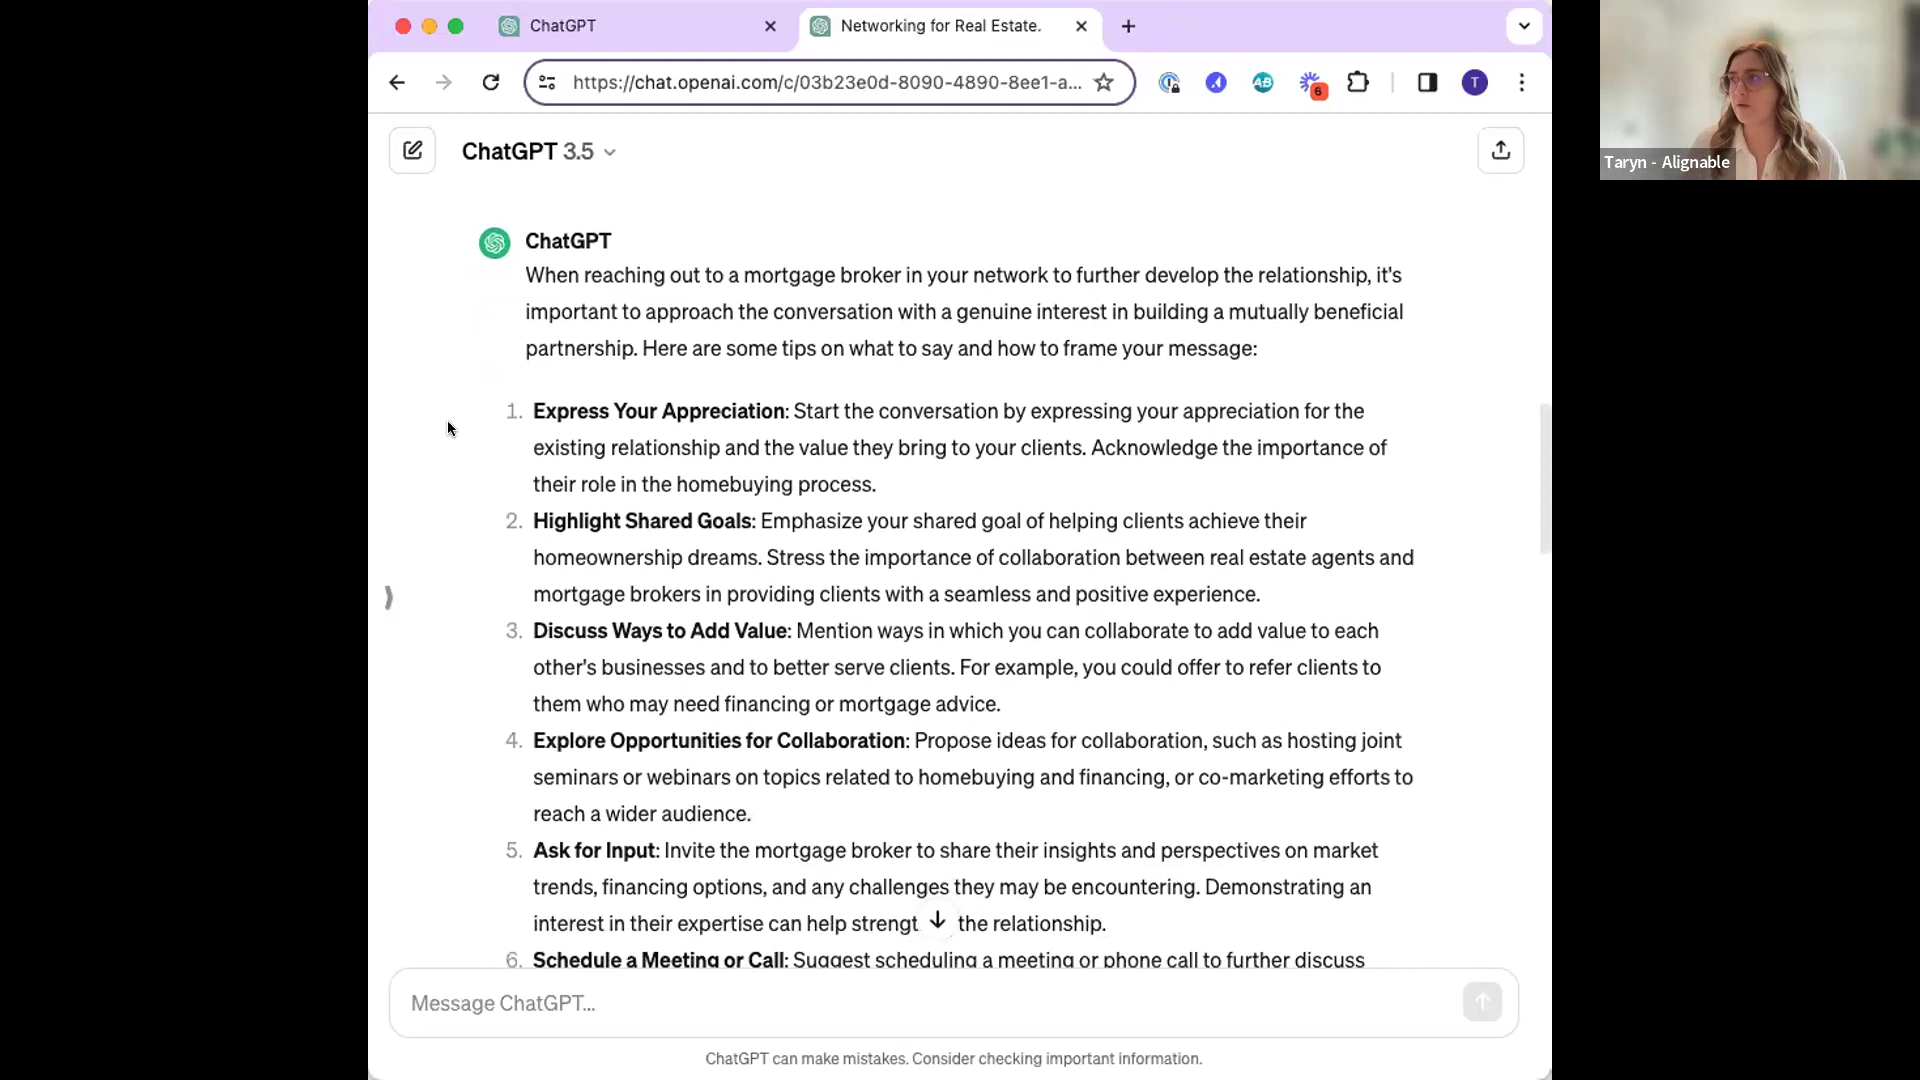 ChatGPT
Networking for Real Estate.
https://chat.openai.com/c/03b23e0d-8090-4890-8ee1-a...
6
T
Taryn - Alignable
ChatGPT 3.5
ChatGPT
When reaching out to a mortgage broker in your network to further develop the relationship, it's
important to approach the conversation with a genuine interest in building a mutually beneficial
partnership. Here are some tips on what to say and how to frame your message:
1. Express Your Appreciation: Start the conversation by expressing your appreciation for the
existing relationship and the value they bring to your clients. Acknowledge the importance of
their role in the homebuying process.
2. Highlight Shared Goals: Emphasize your shared goal of helping clients achieve their
homeownership dreams. Stress the importance of collaboration between real estate agents and
mortgage brokers in providing clients with a seamless and positive experience.
3. Discuss Ways to Add Value: Mention ways in which you can collaborate to add value to each
other's businesses and to better serve clients. For example, you could offer to refer clients to
them who may need financing or mortgage advice.
4. Explore Opportunities for Collaboration: Propose ideas for collaboration, such as hosting joint
seminars or webinars on topics related to homebuying and financing, or co-marketing efforts to
reach a wider audience.
5. Ask for Input: Invite the mortgage broker to share their insights and perspectives on market
trends, financing options, and any challenges they may be encountering. Demonstrating an
interest in their expertise can help strengt the relationship.
6. Schedule a Meeting or Call: Suggest scheduling a meeting or phone call to further discuss
Message ChatGPT...
ChatGPT can make mistakes. Consider checking important information.